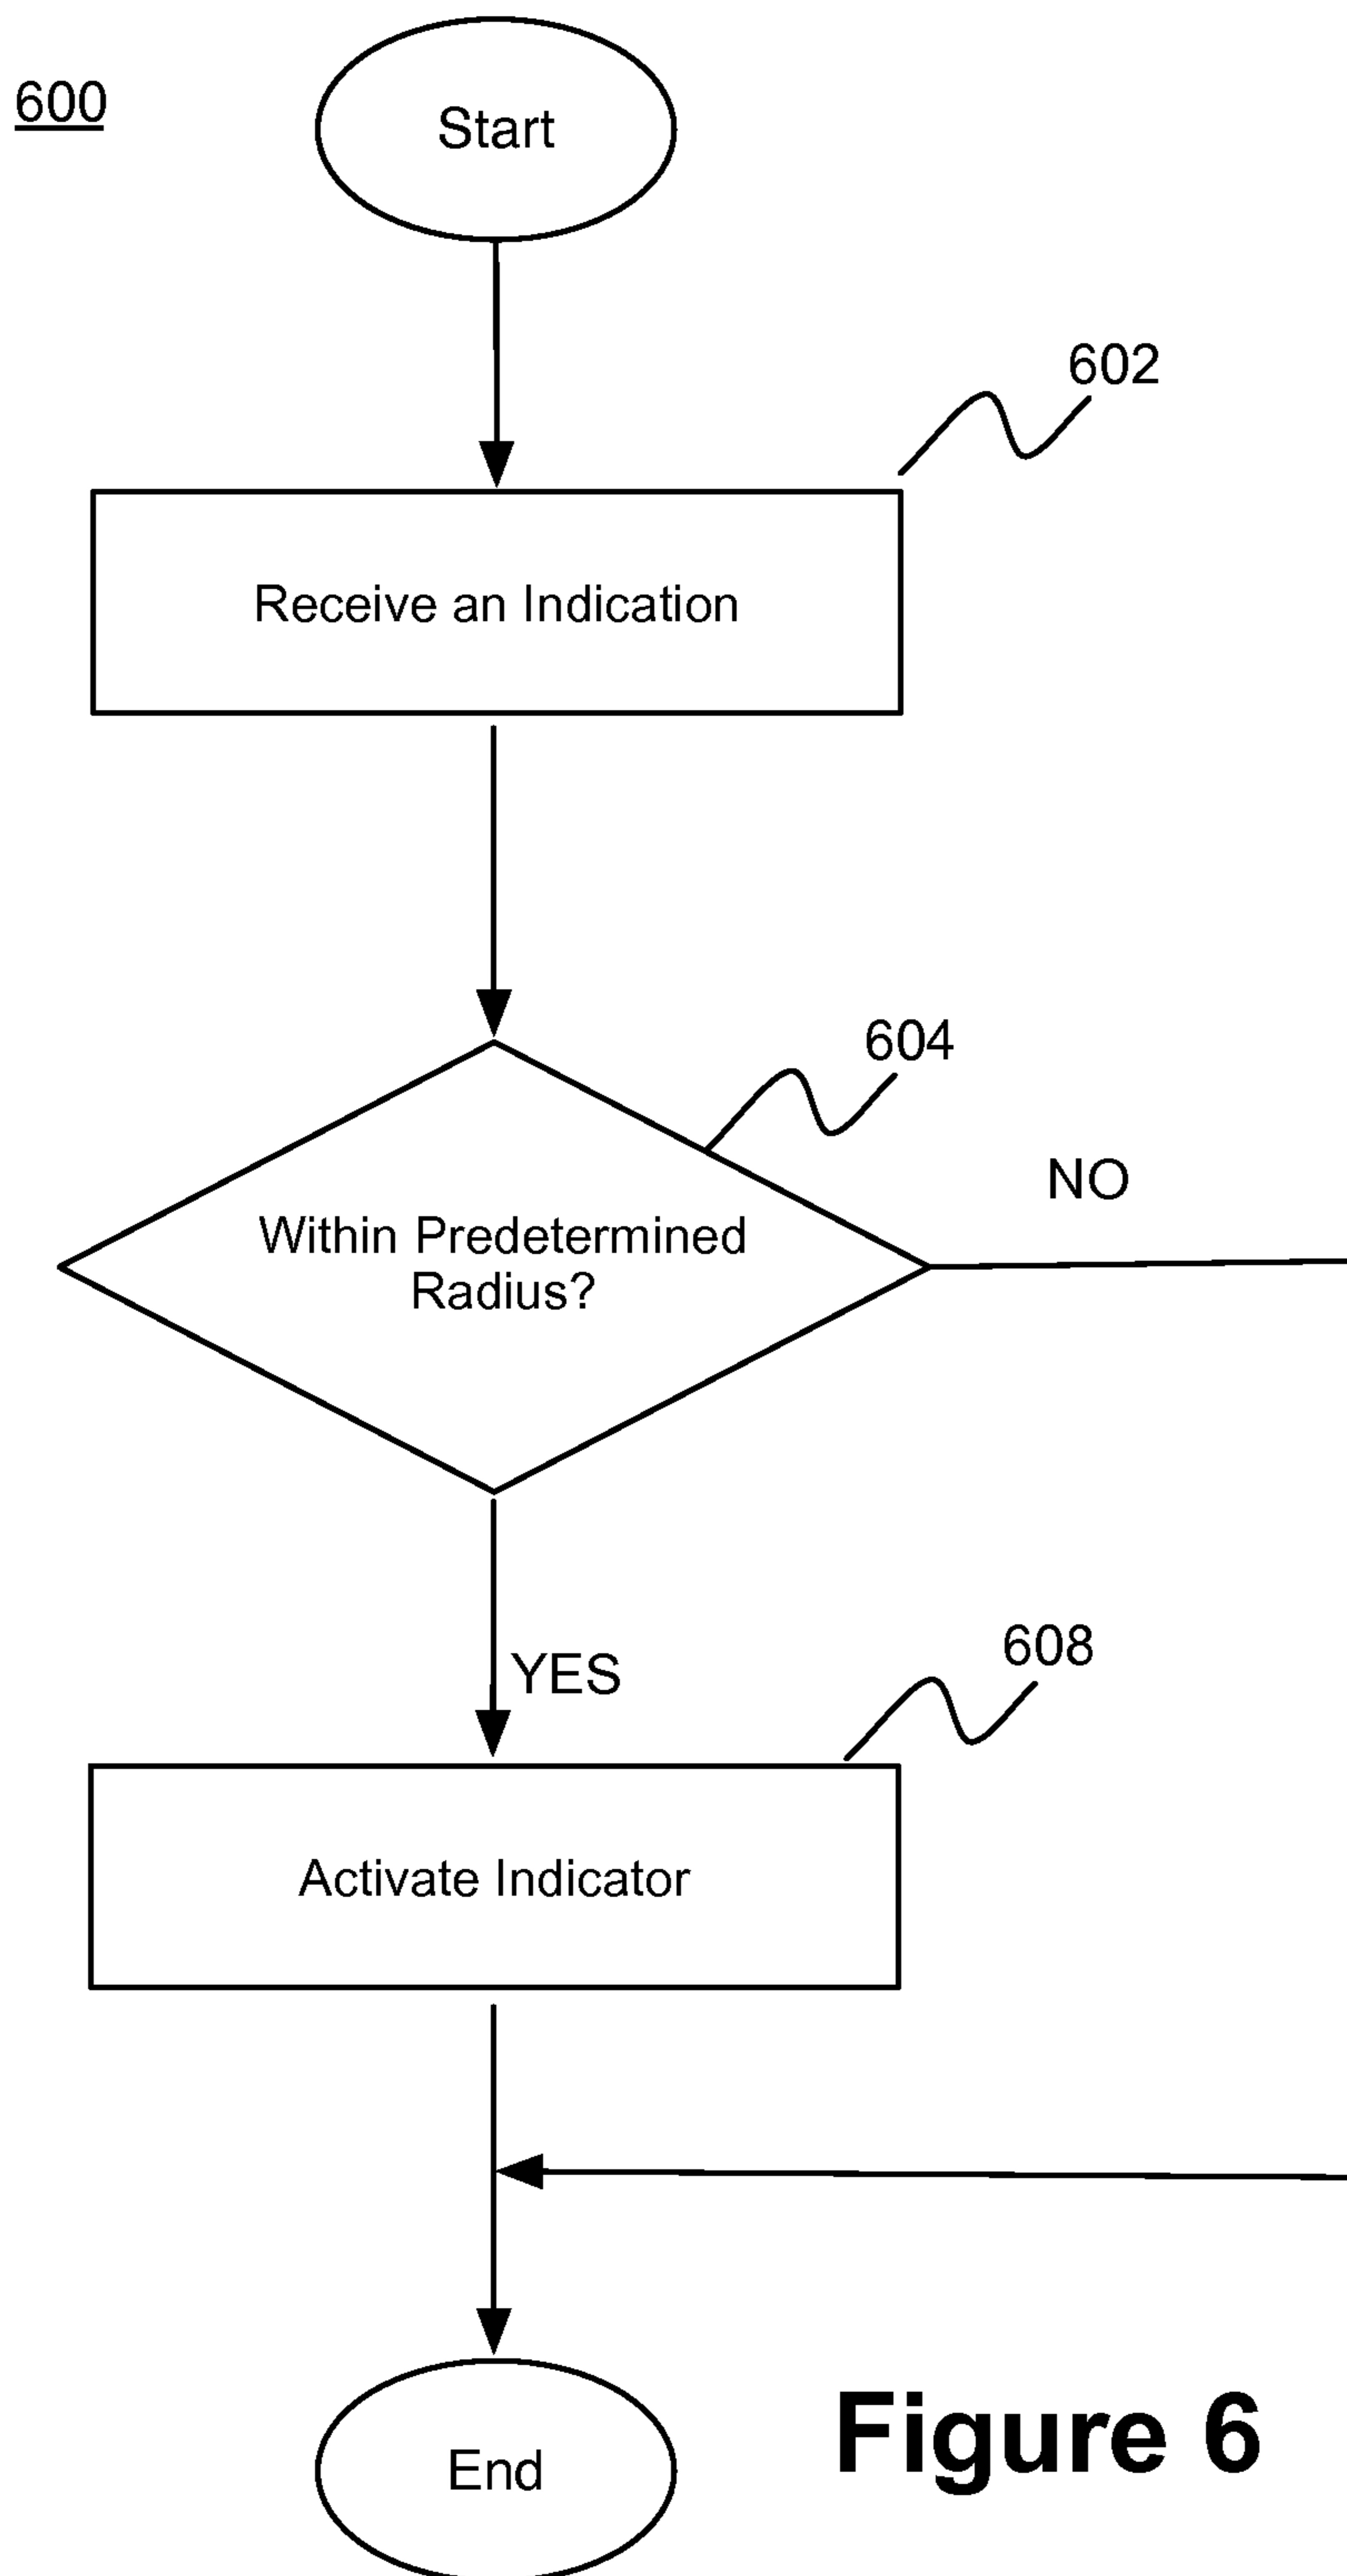 600
Start
602
Receive an Indication
604
NO
Within Predetermined
Radius?
YES
608
Activate Indicator
End
Figure 6